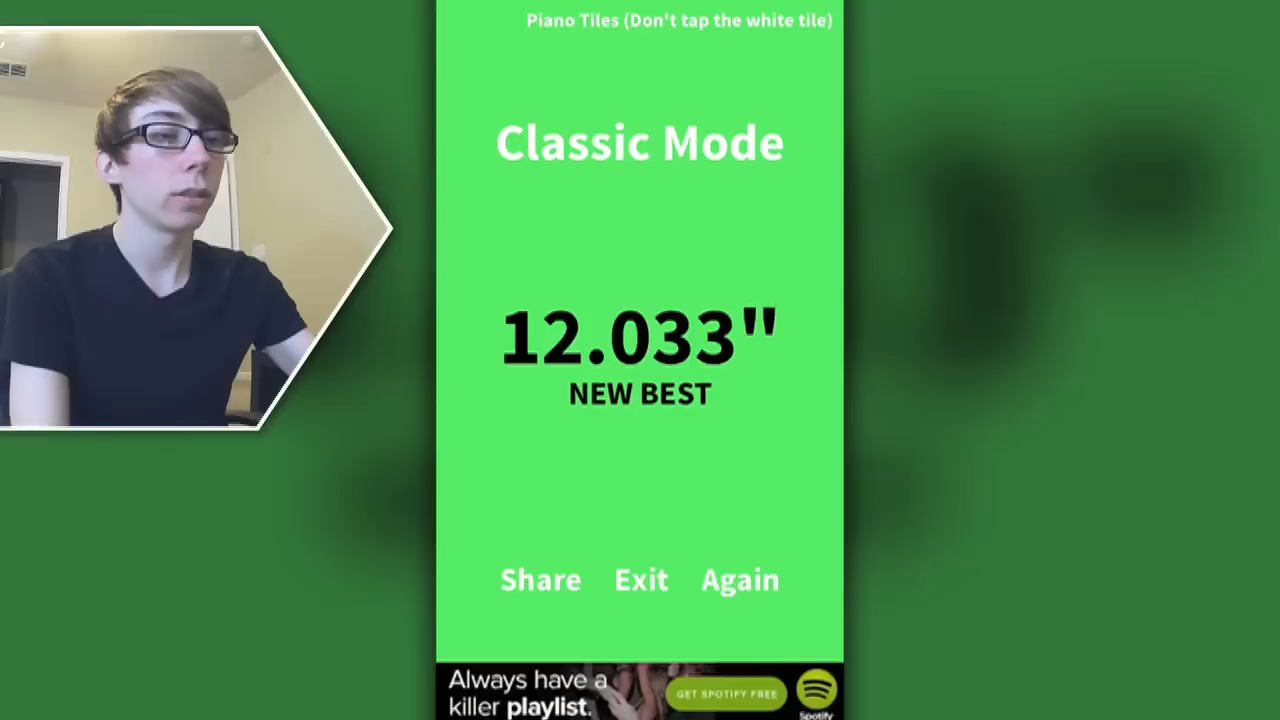 Piano Tiles (Don't tap the white tile)
Classic Mode
12.033"
NEW BEST
Share Exit Again
Always have a
killer playlist.
GET SPOTIFY FREE
Spotify